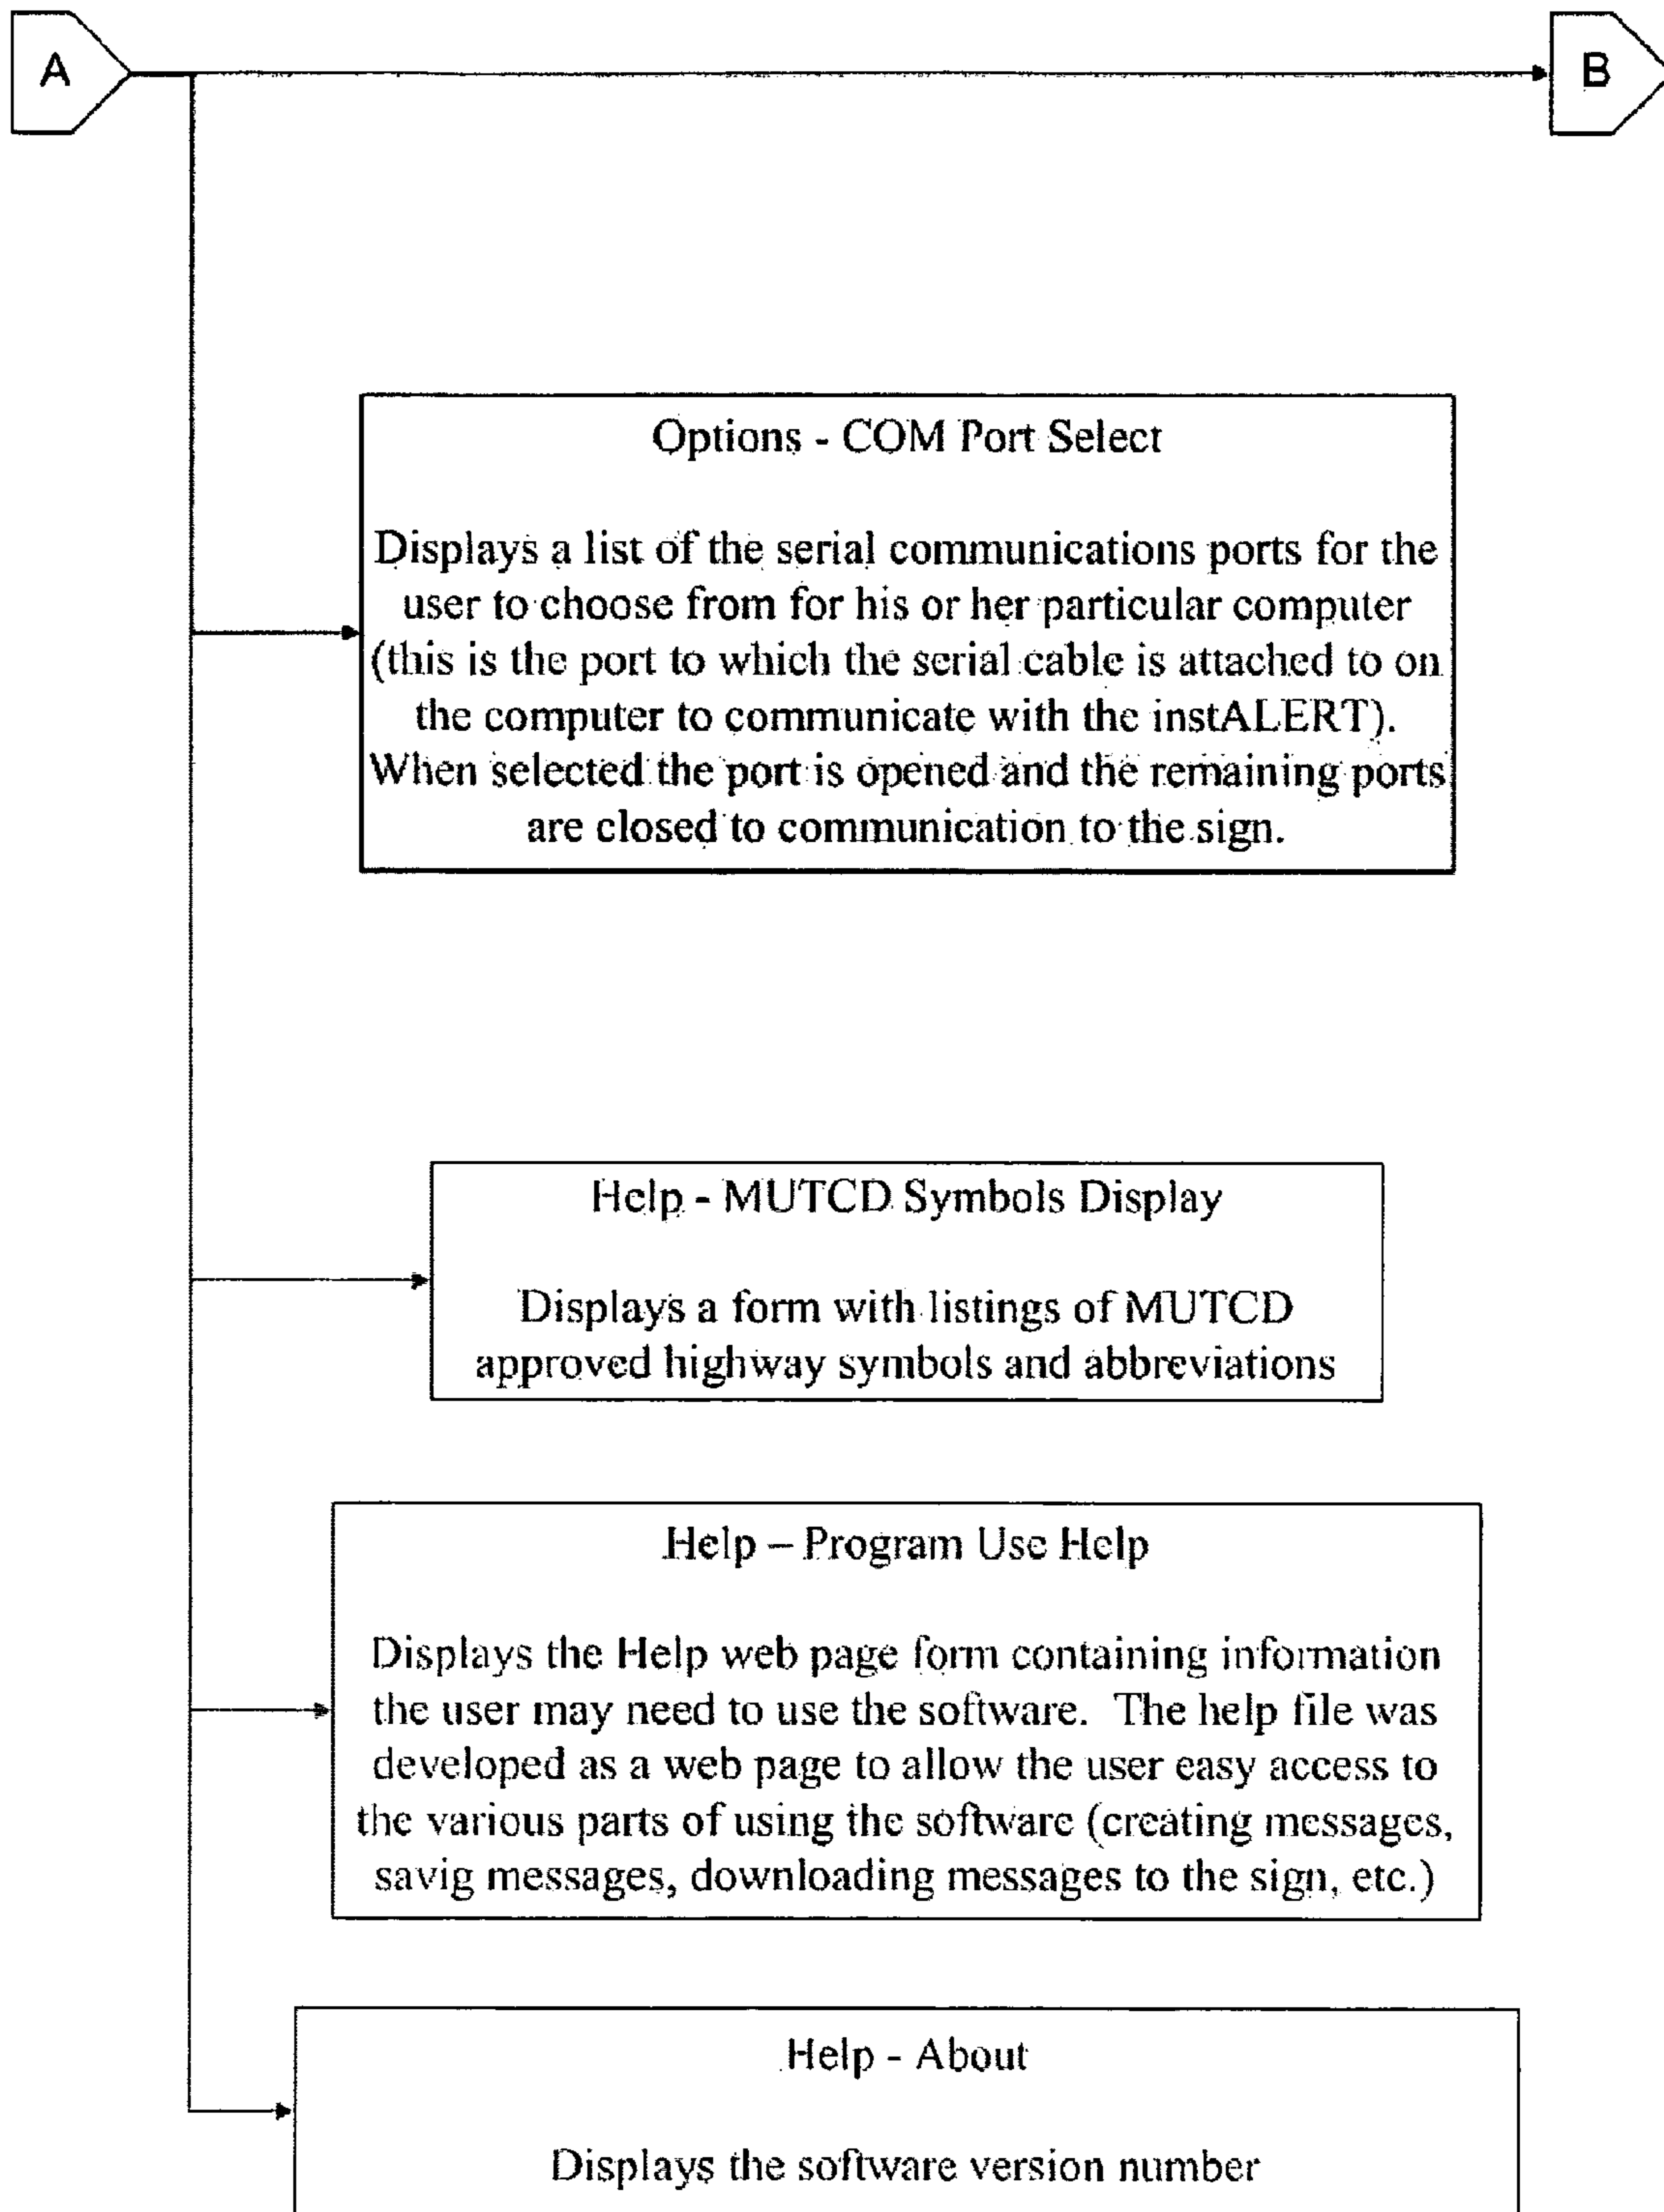 A
B
Options - COM Port Select
Displays a list of the serial communications ports for the
user to choose from for his or her particular computer
(this is the port to which the serial cable is attached to on
the computer to communicate with the instALERT).
When selected the port is opened and the remaining ports
are closed to communication to the sign.
Help - MUTCD Symbols Display
Displays a form with listings of MUTCD
approved highway symbols and abbreviations
Help – Program Use Help
Displays the Help web page form containing information
the user may need to use the software. The help file was
developed as a web page to allow the user easy access to
the various parts of using the software (creating messages,
savig messages, downloading messages to the sign, etc.)
Help - About
Displays the software version number